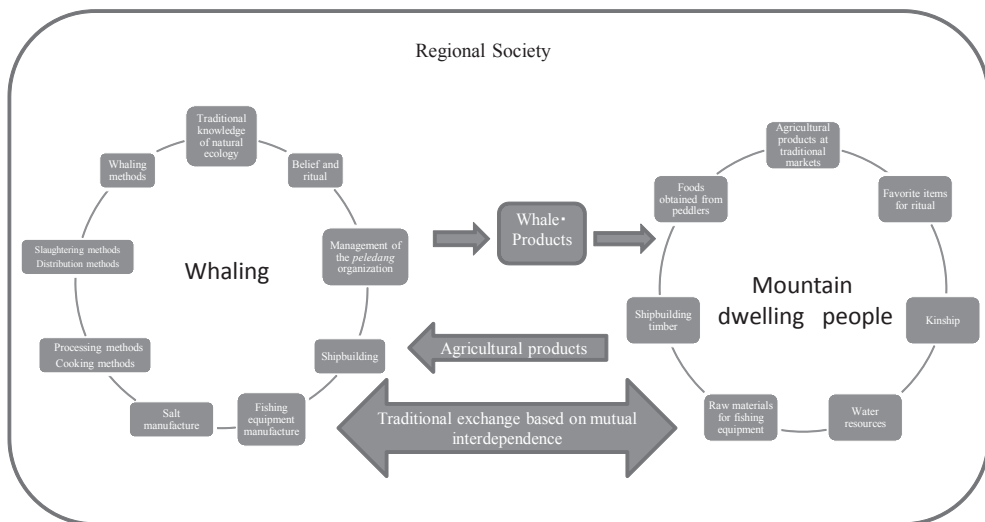 Regional Society
Traditional
knowledge
of natural
ecology
Belief and
ritual
Management of
the peledang
organization
Shipbuilding
Fishing
equipment
manufacture
Salt
manufacture
Processing methods
Cooking methods
Slaughtering methods
Distribution methods
Whaling
methods
Whaling
Whale・
Products
Agricultural products
Traditional exchange based on mutual
interdependence
Agricultural
products at
traditional
markets
Favorite items
for ritual
Kinship
Water
resources
Raw materials
for fishing
equipment
Shipbuilding
timber
Foods
obtained from
peddlers
Mountain
dwelling people